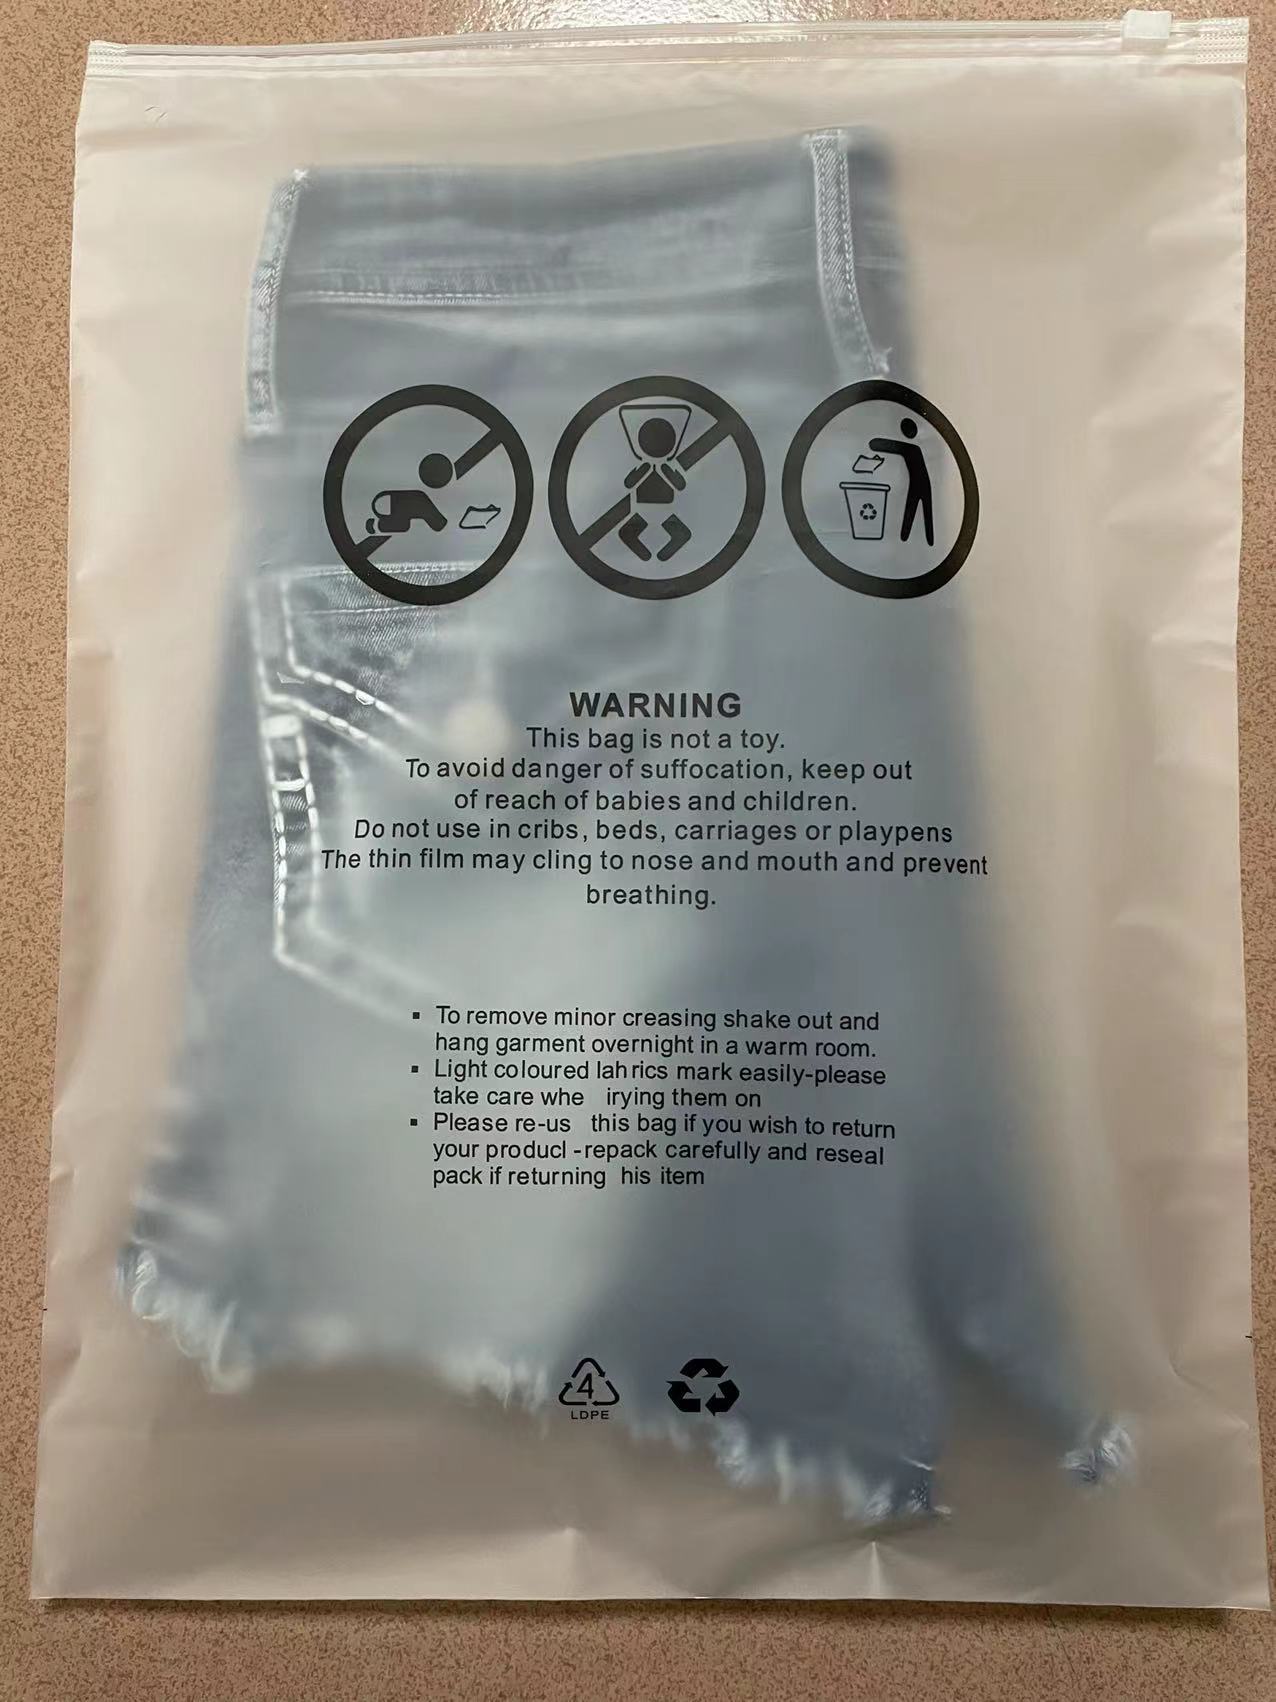 WARNING
This bag is not a toy.
To avoid danger of suffocation, keep out
of reach of babies and children.
Do not use in cribs, beds, carriages or playpens
The thin film may cling to nose and mouth and prevent
breathing.
▪ To remove minor creasing shake out and
hang garment overnight in a warm room.
▪ Light coloured lah rics mark easily-please
take care whe irying them on
▪ Please re-us this bag if you wish to return
your producl -repack carefully and reseal
pack if returning his item
4
LDPE